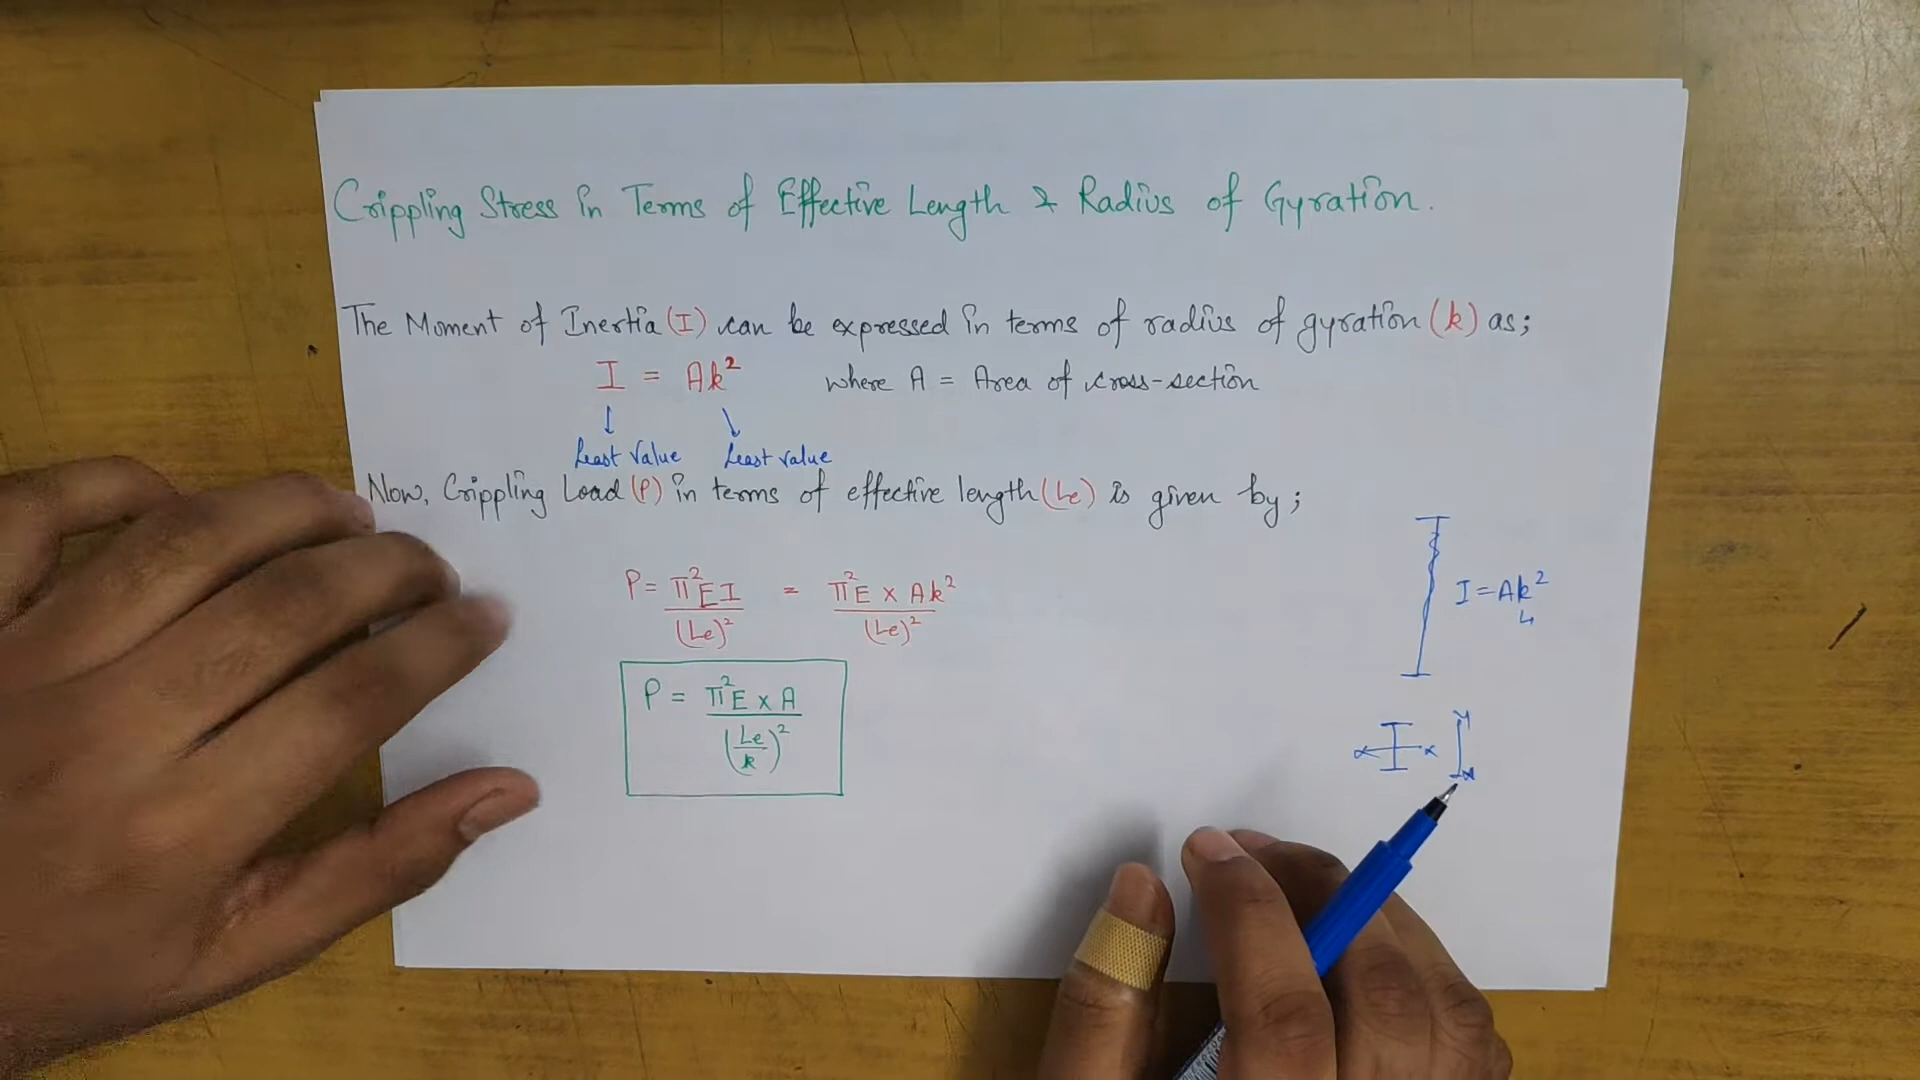 Crippling Stress in Terms of Effective Length & Radius of Gyration.
The Moment of Inertia (I) can be expressed in terms of radius of gyration (k) as;
I = Ak² where A = Area of cross-section
↓ ↘
Least Value Least value
Now, Crippling Load (P) in terms of effective length (Le) is given by;
P = π²EI/(Le)² = π²E × Ak²/(Le)²
I = Ak²
P = π²E × A/(Le/k)²